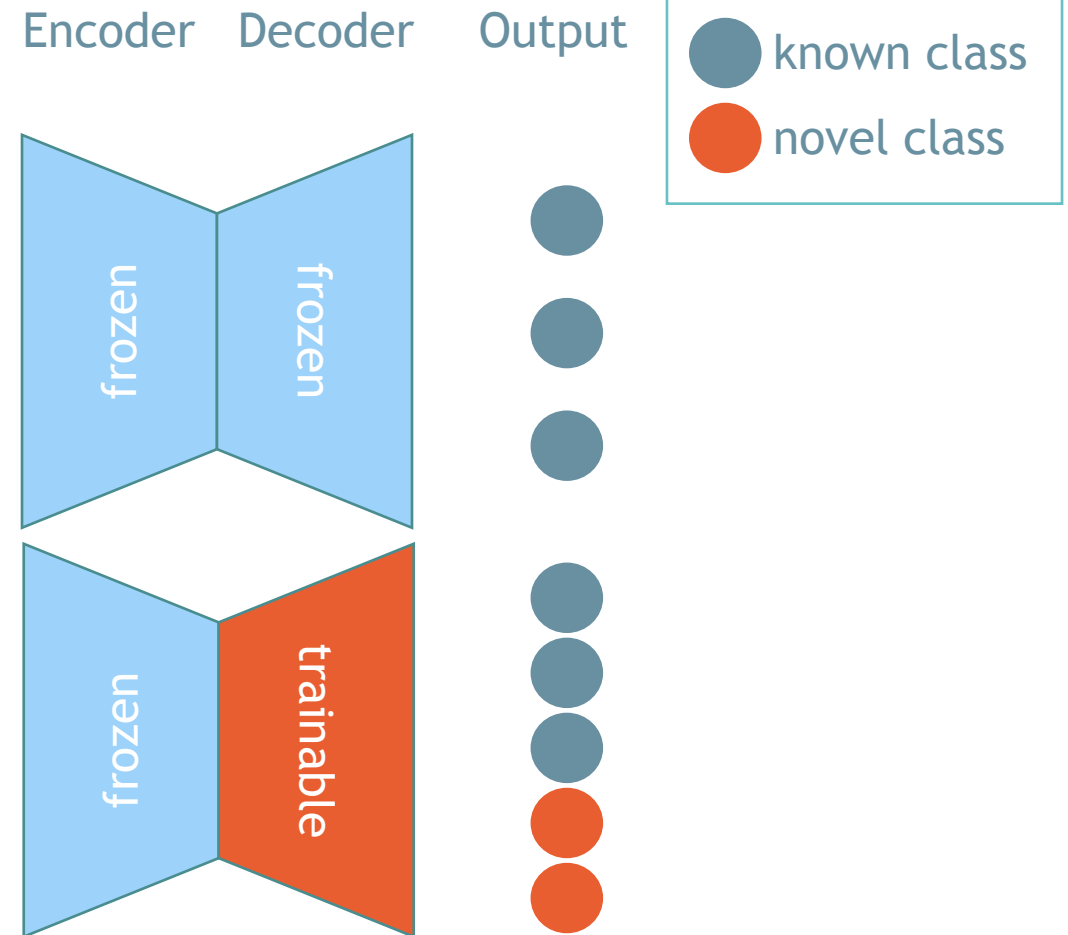 Encoder Decoder Output
known class
novel class
frozen
frozen
frozen
trainable